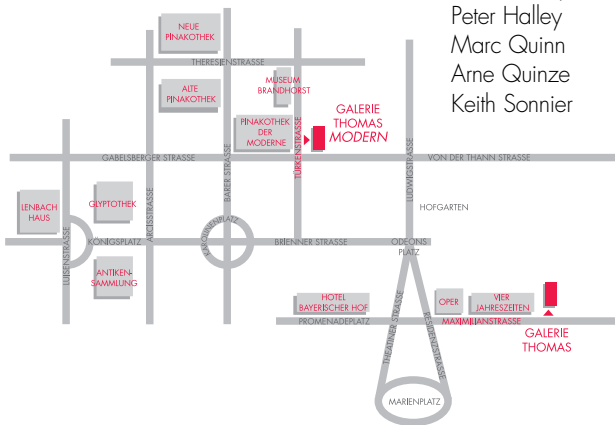 Peter Halley
Marc Quinn
Arne Quinze
Keith Sonnier
NEUE
PINAKOTHEK
THERESIENSTRASSE
ALTE
PINAKOTHEK
MUSEUM
BRANDHORST
PINAKOTHEK
DER
MODERNE
GALERIE
THOMAS
MODERN
GABELSBERGER STRASSE
VON DER THANN STRASSE
BARER STRASSE
TÜRKENSTRASSE
LUDWIGSTRASSE
ARCISSTRASSE
LUISENSTRASSE
LENBACH
HAUS
GLYPTOTHEK
HOFGARTEN
KÖNIGSPLATZ
KAROLINENPLATZ
BRIENNER STRASSE
ODEONS
PLATZ
ANTIKEN-
SAMMLUNG
HOTEL
BAYERISCHER HOF
OPER
VIER
JAHRESZEITEN
PROMENADEPLATZ
THEATINER STRASSE
RESIDENZSTRASSE
MAXIMILIANSTRASSE
GALERIE
THOMAS
MARIENPLATZ